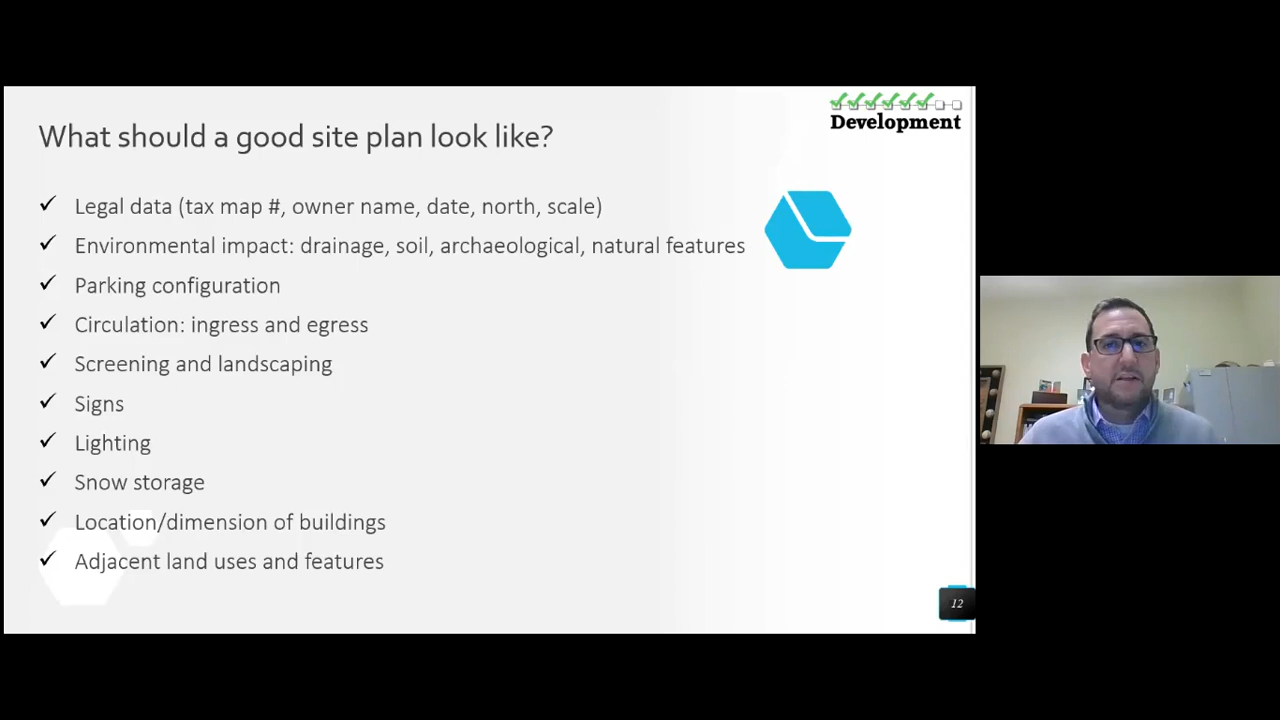 Development
What should a good site plan look like?
Legal data (tax map #, owner name, date, north, scale)
Environmental impact: drainage, soil, archaeological, natural features
Parking configuration
Circulation: ingress and egress
Screening and landscaping
Signs
Lighting
Snow storage
Location/dimension of buildings
Adjacent land uses and features
12